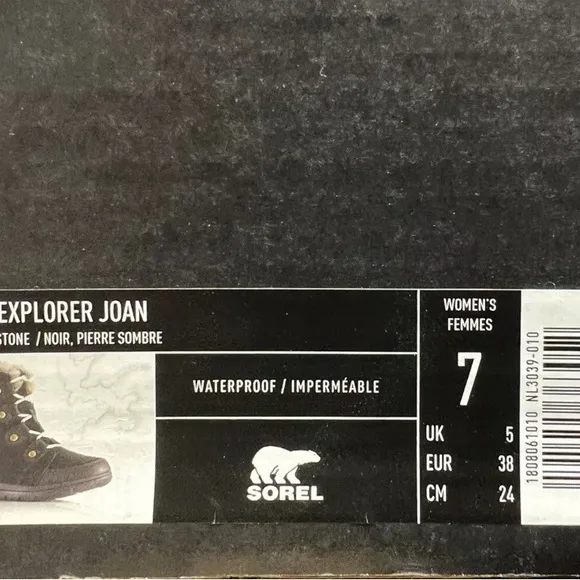 EXPLORER JOAN
STONE / NOIR, PIERRE SOMBRE
WATERPROOF / IMPERMÉABLE
SOREL
WOMEN'S
FEMMES
7
UK 5
EUR 38
CM 24
1808061010 NL3039-010